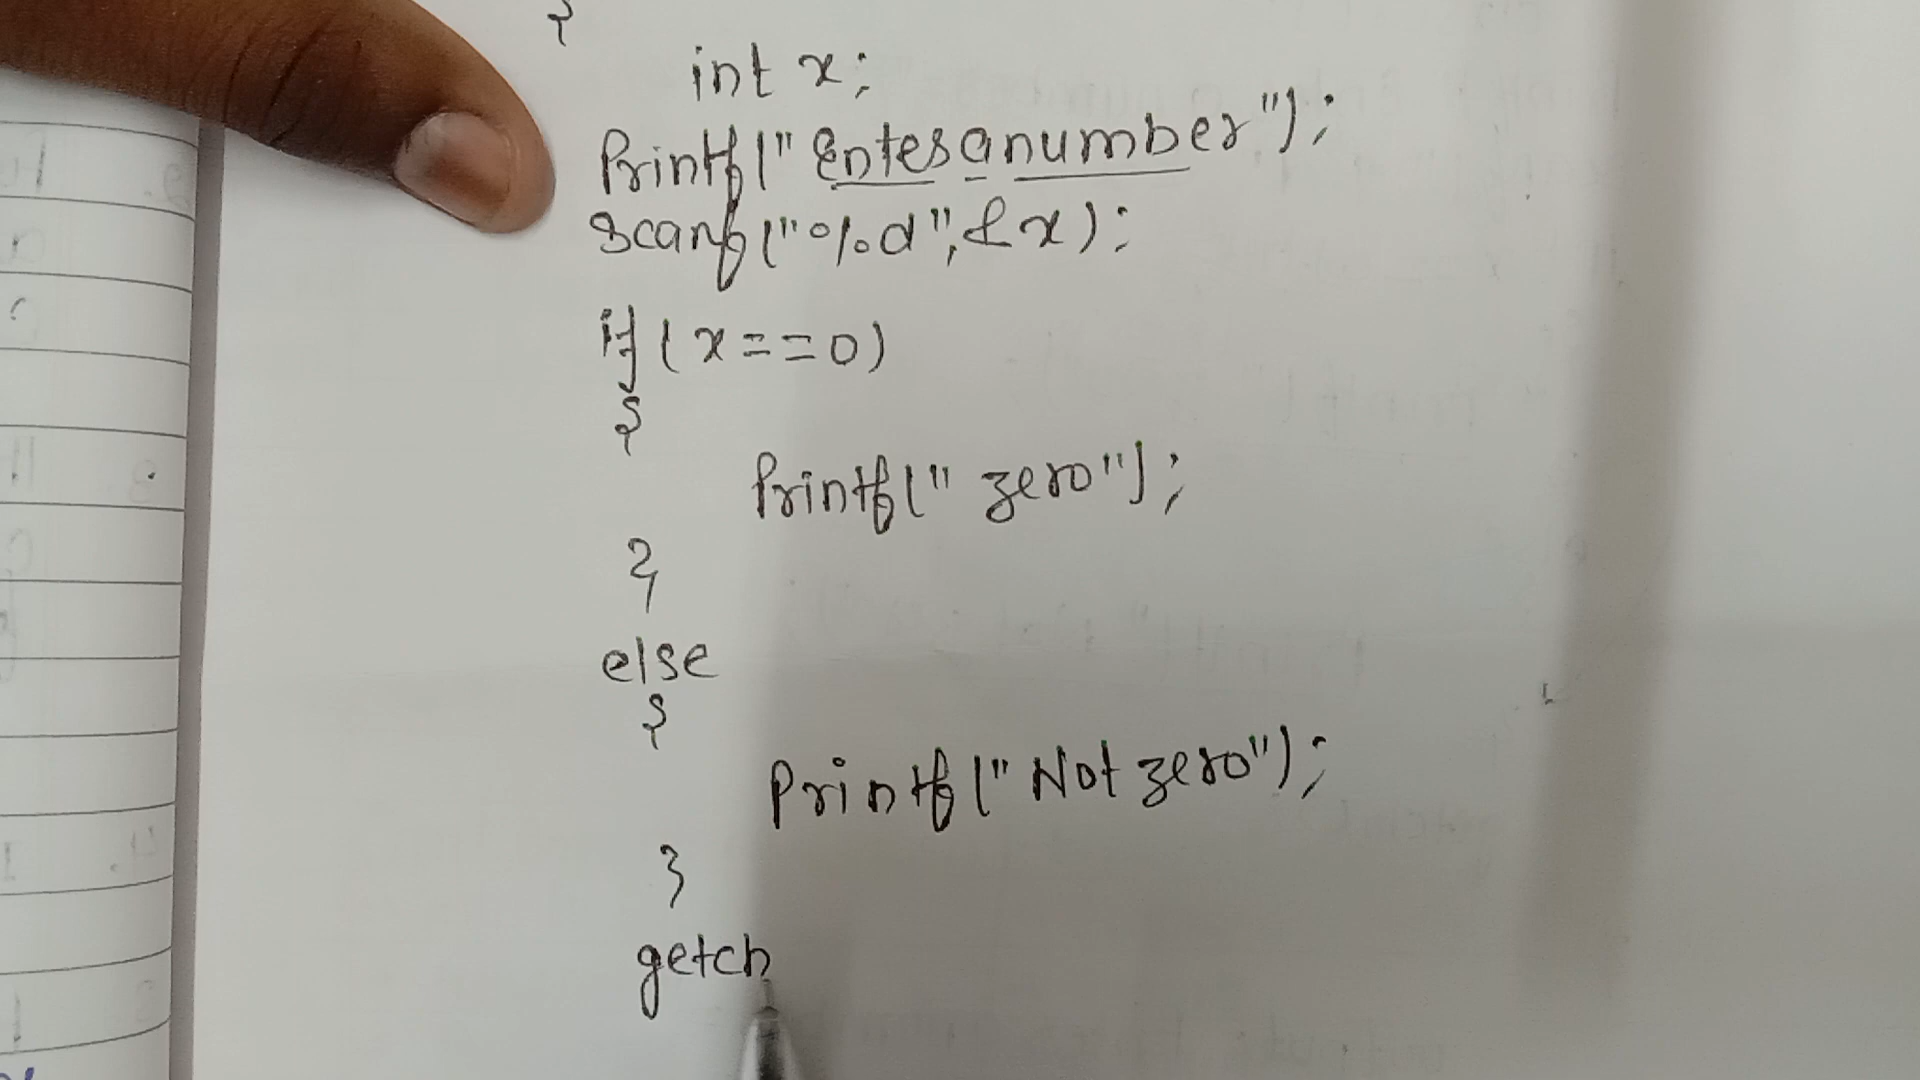 {
int x;
Printf("Enter a number");
Scanf("%d",&x);
if(x==0)
{
Printf(" zero");
}
else
{
Printf(" Not zero");
}
getch